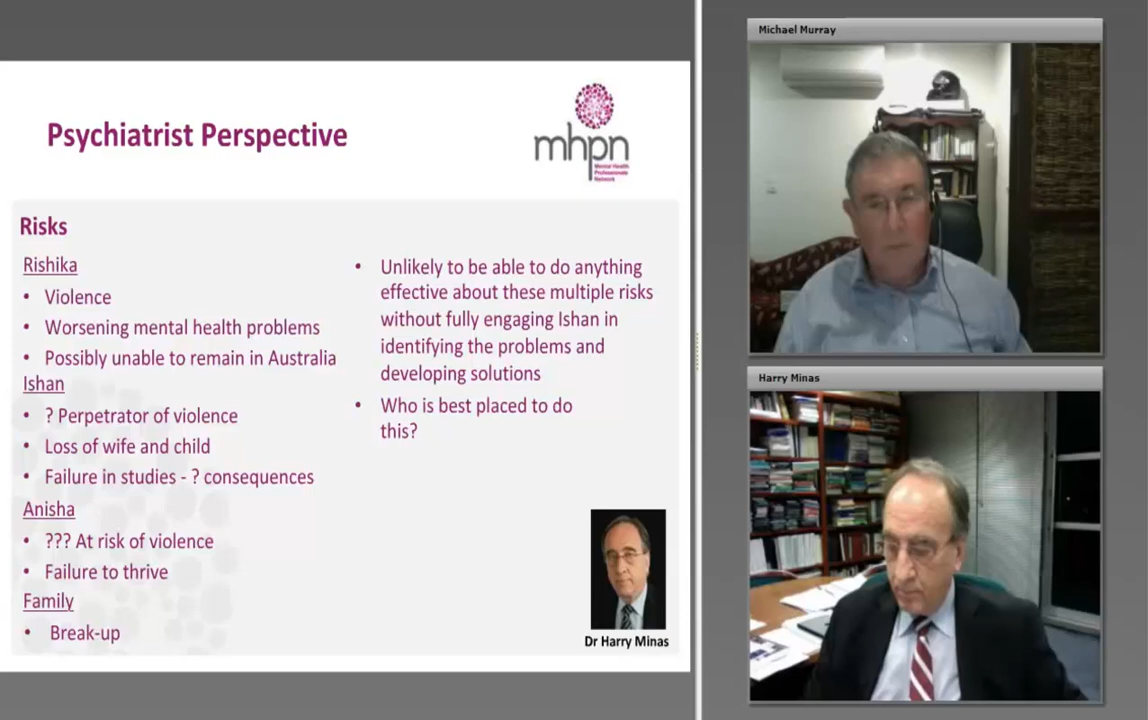 Psychiatrist Perspective
mhpn
Mental Health
Professionals
Network
Risks
Rishika
• Violence
• Worsening mental health problems
• Possibly unable to remain in Australia
Ishan
• ? Perpetrator of violence
• Loss of wife and child
• Failure in studies - ? consequences
Anisha
• ??? At risk of violence
• Failure to thrive
Family
• Break-up
• Unlikely to be able to do anything
effective about these multiple risks
without fully engaging Ishan in
identifying the problems and
developing solutions
• Who is best placed to do
this?
Dr Harry Minas
Michael Murray
Harry Minas